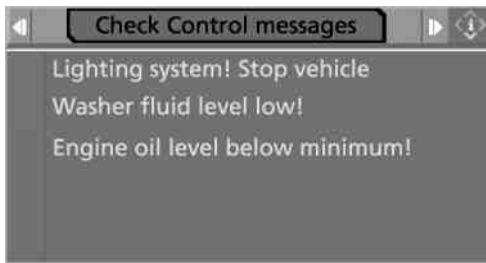 Check Control messages
Lighting system! Stop vehicle
Washer fluid level low!
Engine oil level below minimum!